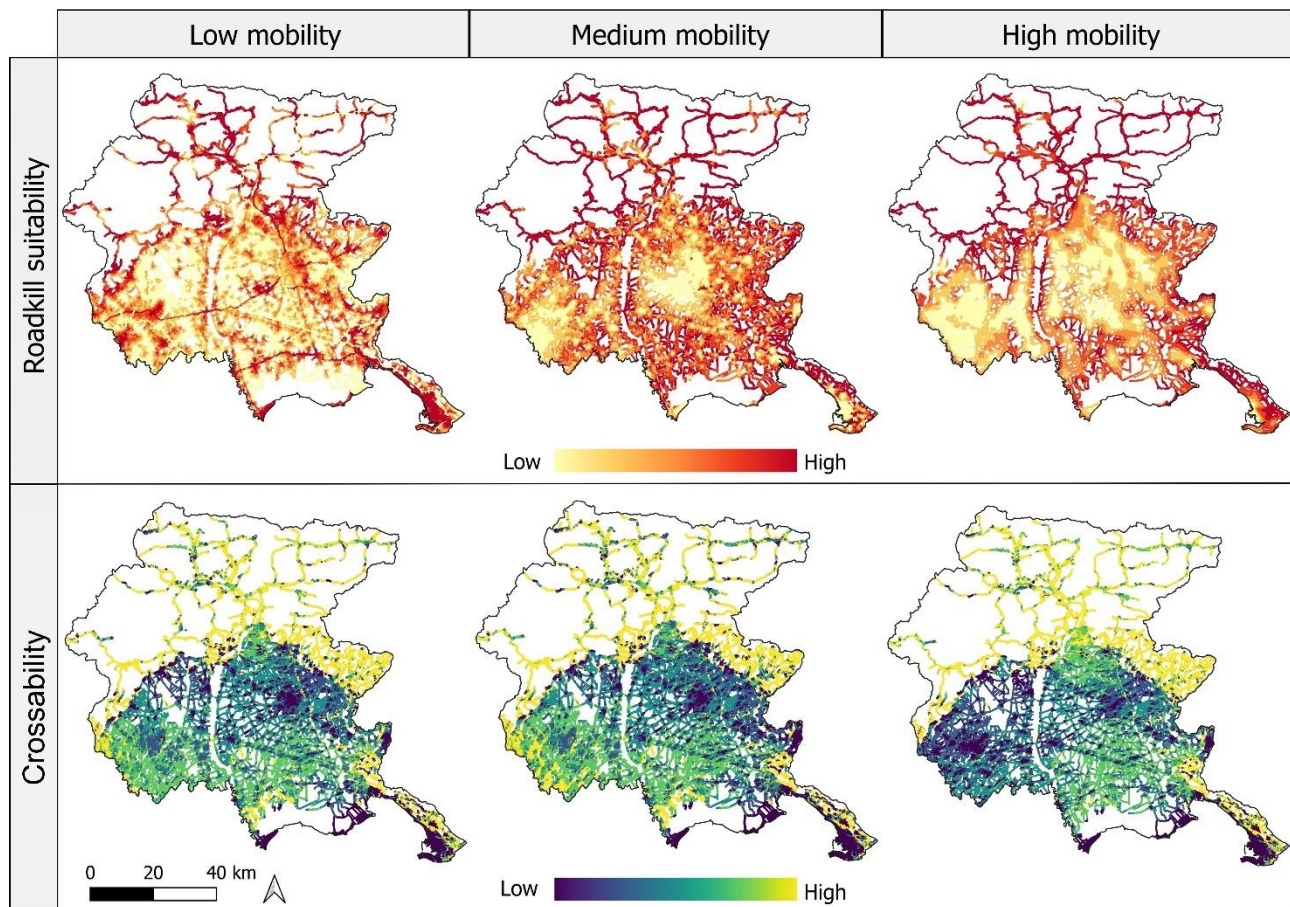 Low mobility
Medium mobility
High mobility
Roadkill suitability
Low
High
Crossability
0 20 40 km
Low
High